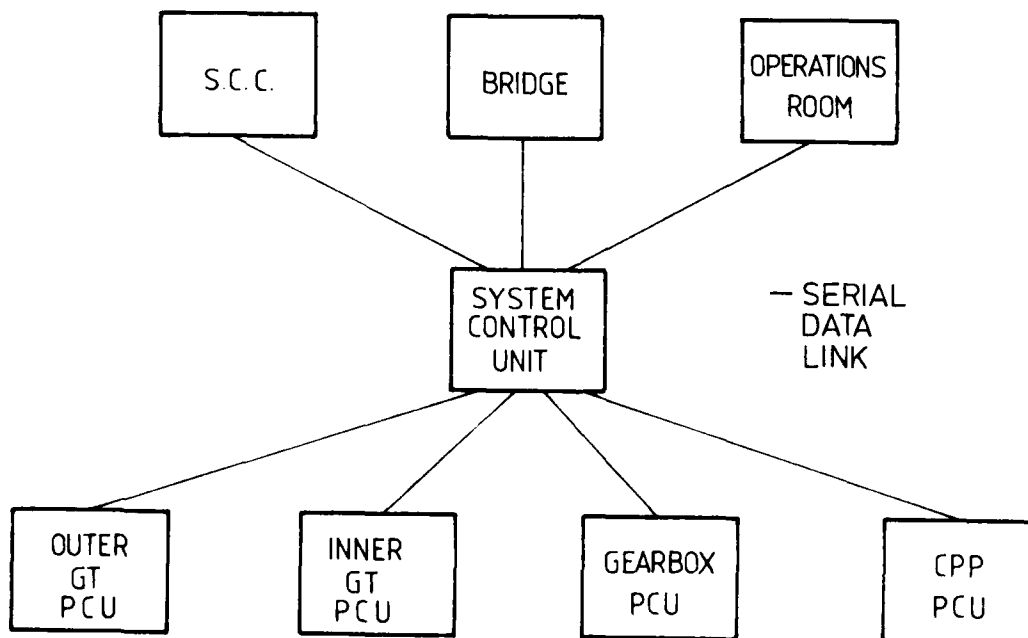 S.C.C.
BRIDGE
OPERATIONS
ROOM
SYSTEM
CONTROL
UNIT
— SERIAL
DATA
LINK
OUTER
GT
PCU
INNER
GT
PCU
GEARBOX
PCU
CPP
PCU